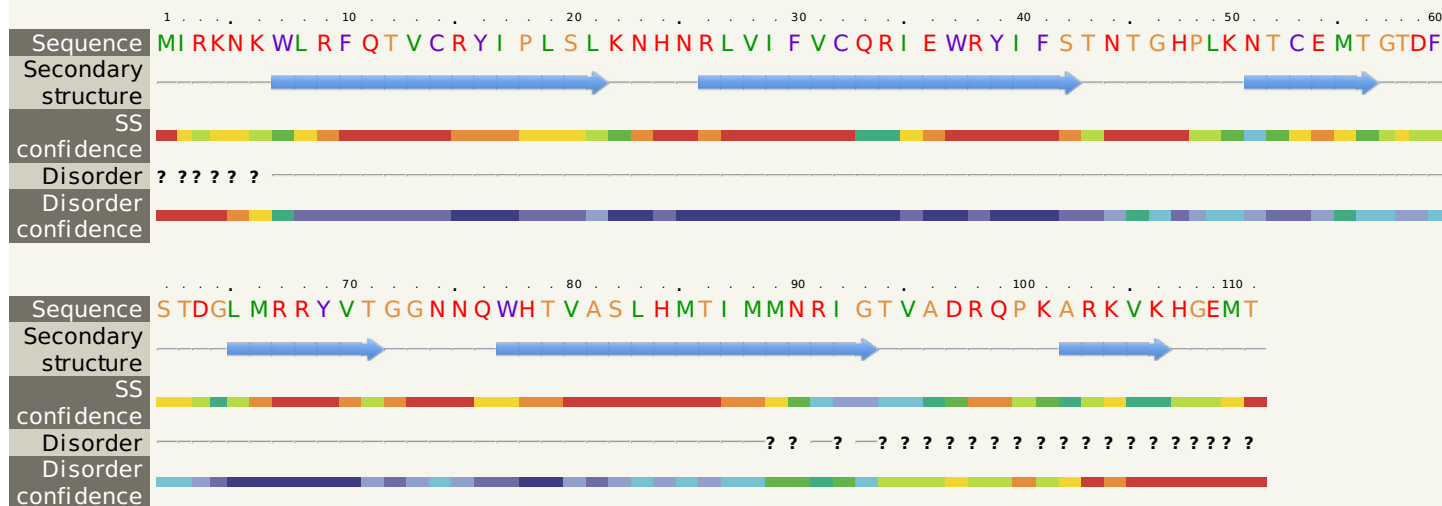 1 10 20 30 40 50 60
Sequence MIRKNKWLRFQTVCRYIPLSLKNHNRLVIFVCQRIEWRYIFSTNTGHPLKNTCEMTGTDF
Secondary
structure
SS
confidence
Disorder ? ? ? ? ? ?
Disorder
confidence
70 80 90 100 110
Sequence STDGLMRRYVTGGNNQWHTVASLHMTIMMNRIGTVADRQPKARKVKHGEMT
Secondary
structure
SS
confidence
Disorder ? ? ? ? ? ? ? ? ? ? ? ? ? ? ? ? ? ? ? ? ?
Disorder
confidence